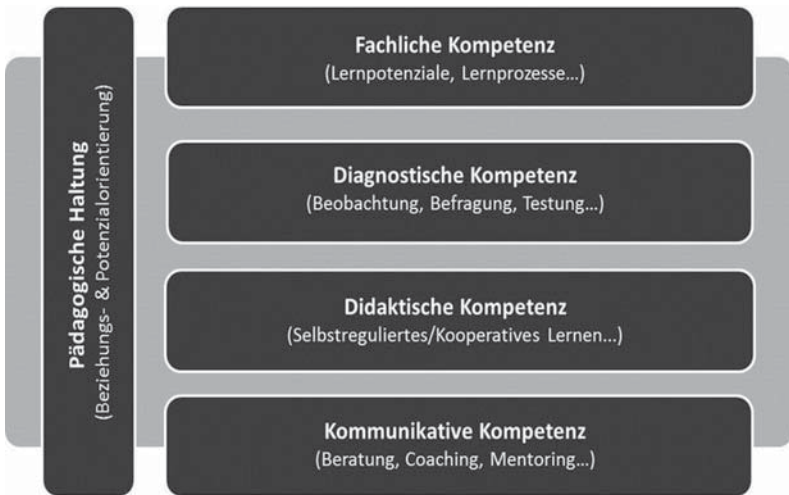 Pädagogische Haltung
(Beziehungs- & Potenzialorientierung)
Fachliche Kompetenz
(Lernpotenziale, Lernprozesse...)
Diagnostische Kompetenz
(Beobachtung, Befragung, Testung...)
Didaktische Kompetenz
(Selbstreguliertes/Kooperatives Lernen...)
Kommunikative Kompetenz
(Beratung, Coaching, Mentoring...)